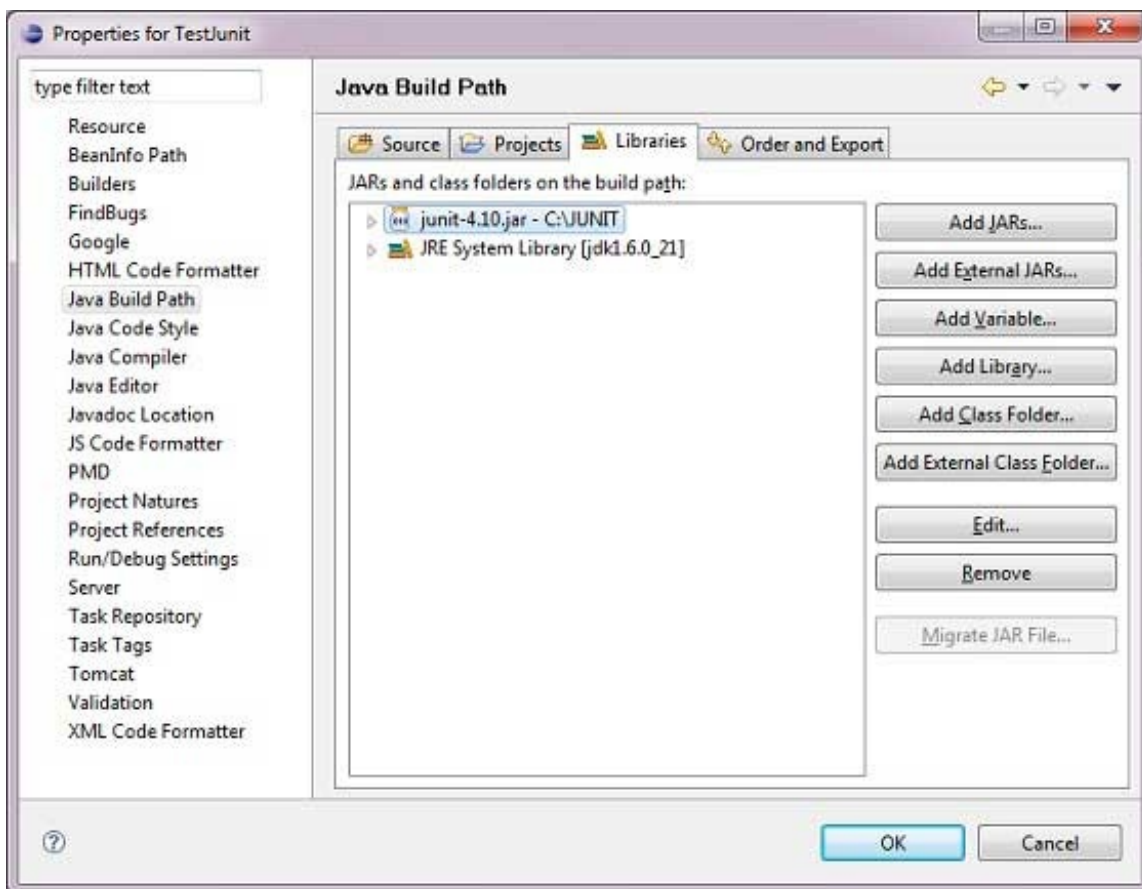 Properties for TestJunit
type filter text
Resource
BeanInfo Path
Builders
FindBugs
Google
HTML Code Formatter
Java Build Path
Java Code Style
Java Compiler
Java Editor
Javadoc Location
JS Code Formatter
PMD
Project Natures
Project References
Run/Debug Settings
Server
Task Repository
Task Tags
Tomcat
Validation
XML Code Formatter
Java Build Path
Source Projects Libraries Order and Export
JARs and class folders on the build path:
junit-4.10.jar - C:\JUNIT
JRE System Library [jdk1.6.0_21]
Add JARs...
Add External JARs...
Add Variable...
Add Library...
Add Class Folder...
Add External Class Folder...
Edit...
Remove
Migrate JAR File...
OK Cancel